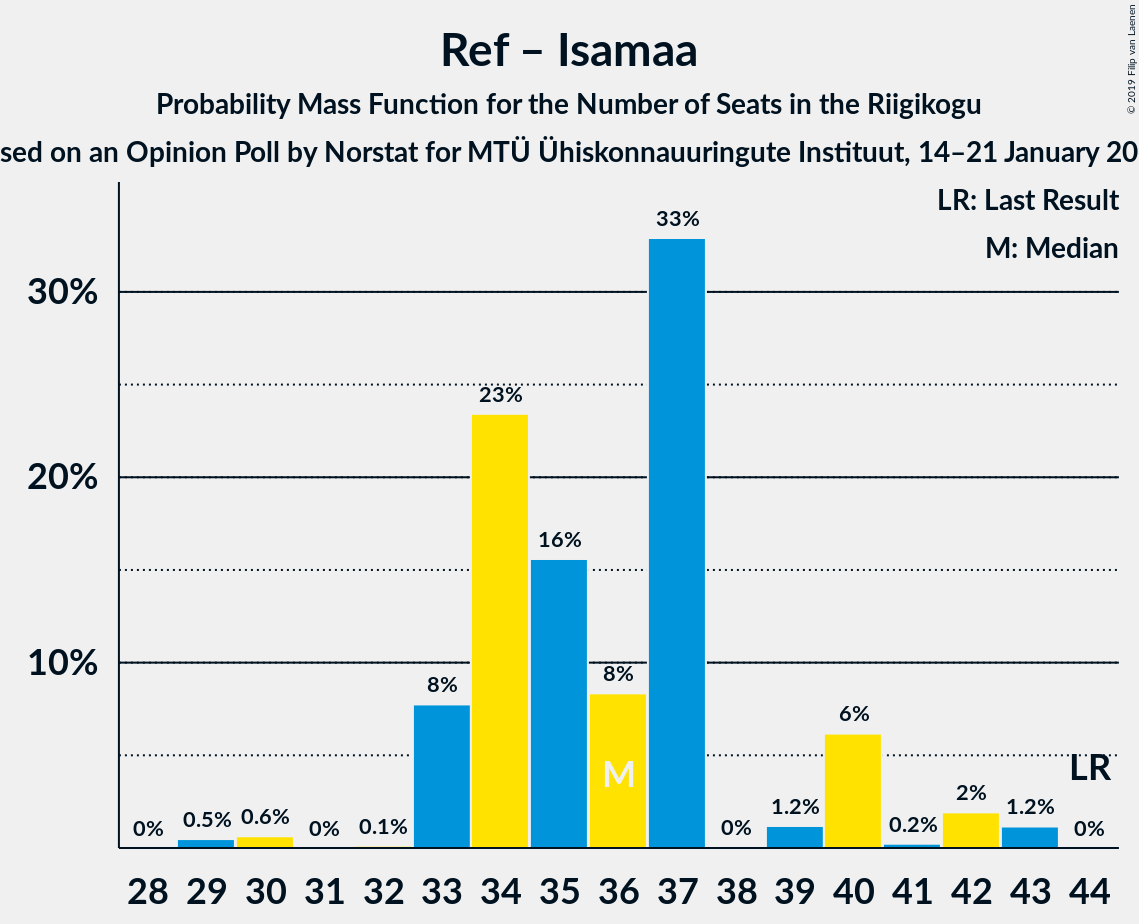 Ref – Isamaa
Probability Mass Function for the Number of Seats in the Riigikogu
sed on an Opinion Poll by Norstat for MTÜ Ühiskonnauuringute Instituut, 14–21 January 20
© 2019 Filip van Laenen
LR: Last Result
M: Median
30%
20%
10%
0%
0.5%
0.6%
0%
0.1%
8%
23%
16%
8%
33%
0%
1.2%
6%
0.2%
2%
1.2%
0%
M
LR
28 29 30 31 32 33 34 35 36 37 38 39 40 41 42 43 44